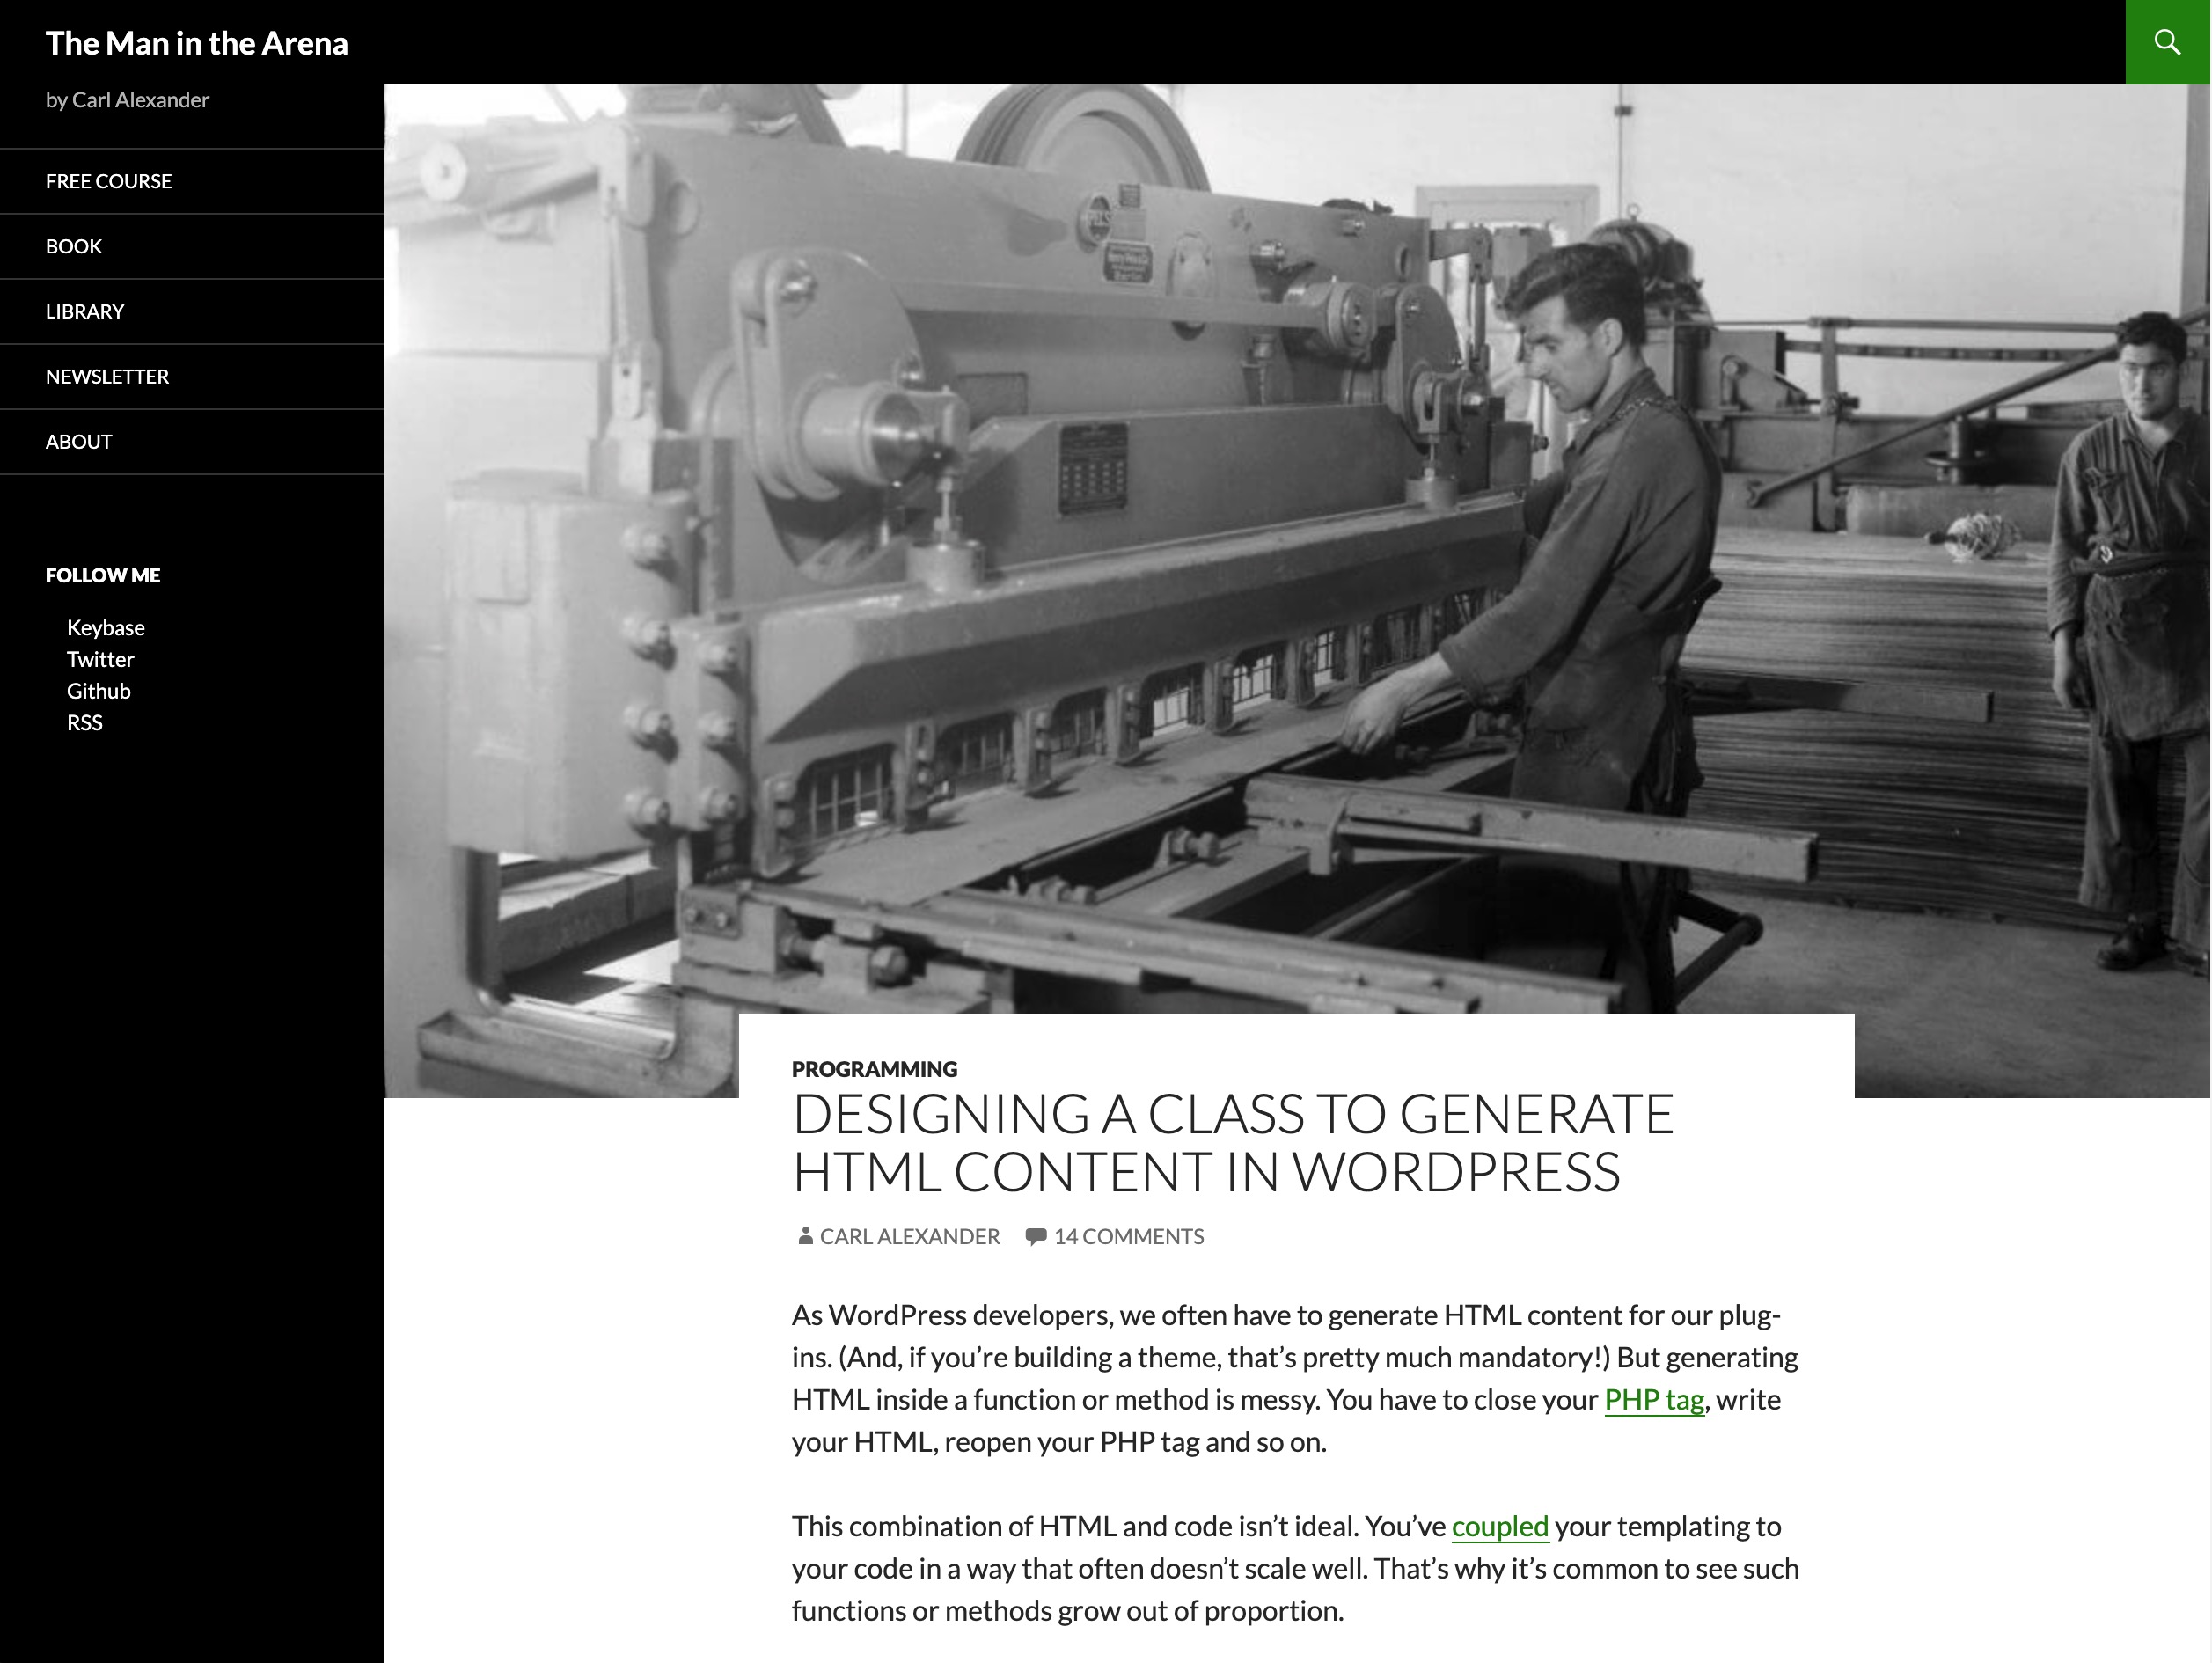 The Man in the Arena
by Carl Alexander
FREE COURSE
BOOK
LIBRARY
NEWSLETTER
ABOUT
FOLLOW ME
Keybase
Twitter
Github
RSS
PROGRAMMING
DESIGNING A CLASS TO GENERATE
HTML CONTENT IN WORDPRESS
CARL ALEXANDER 14 COMMENTS
As WordPress developers, we often have to generate HTML content for our plug-
ins. (And, if you’re building a theme, that’s pretty much mandatory!) But generating
HTML inside a function or method is messy. You have to close your PHP tag, write
your HTML, reopen your PHP tag and so on.
This combination of HTML and code isn’t ideal. You’ve coupled your templating to
your code in a way that often doesn’t scale well. That’s why it’s common to see such
functions or methods grow out of proportion.